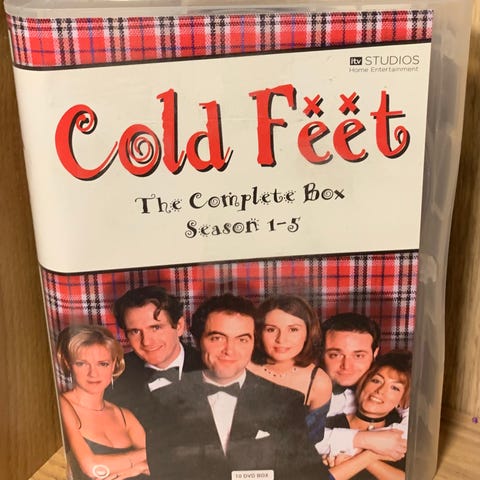 itv STUDIOS
Home Entertainment
Cold Feet
The Complete Box
Season 1-5
10 DVD BOX